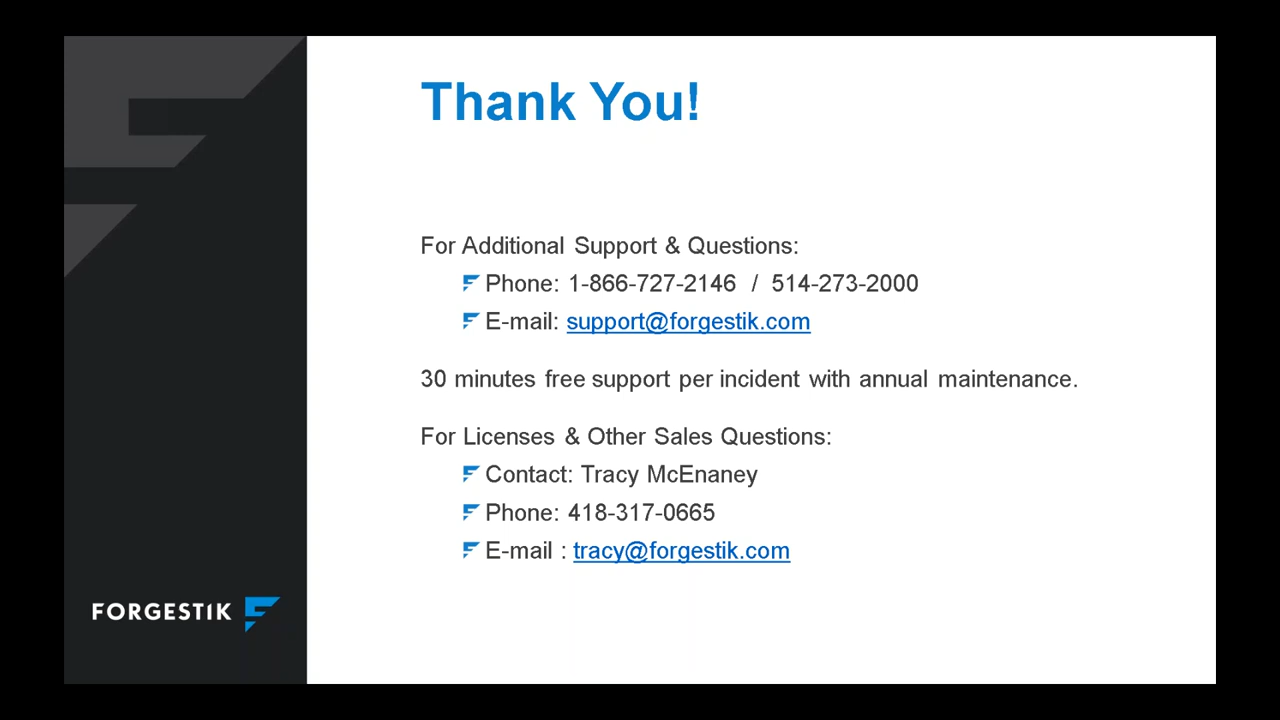 Thank You!
For Additional Support & Questions:
Phone: 1-866-727-2146 / 514-273-2000
E-mail: support@forgestik.com
30 minutes free support per incident with annual maintenance.
For Licenses & Other Sales Questions:
Contact: Tracy McEnaney
Phone: 418-317-0665
E-mail : tracy@forgestik.com
FORGESTIK